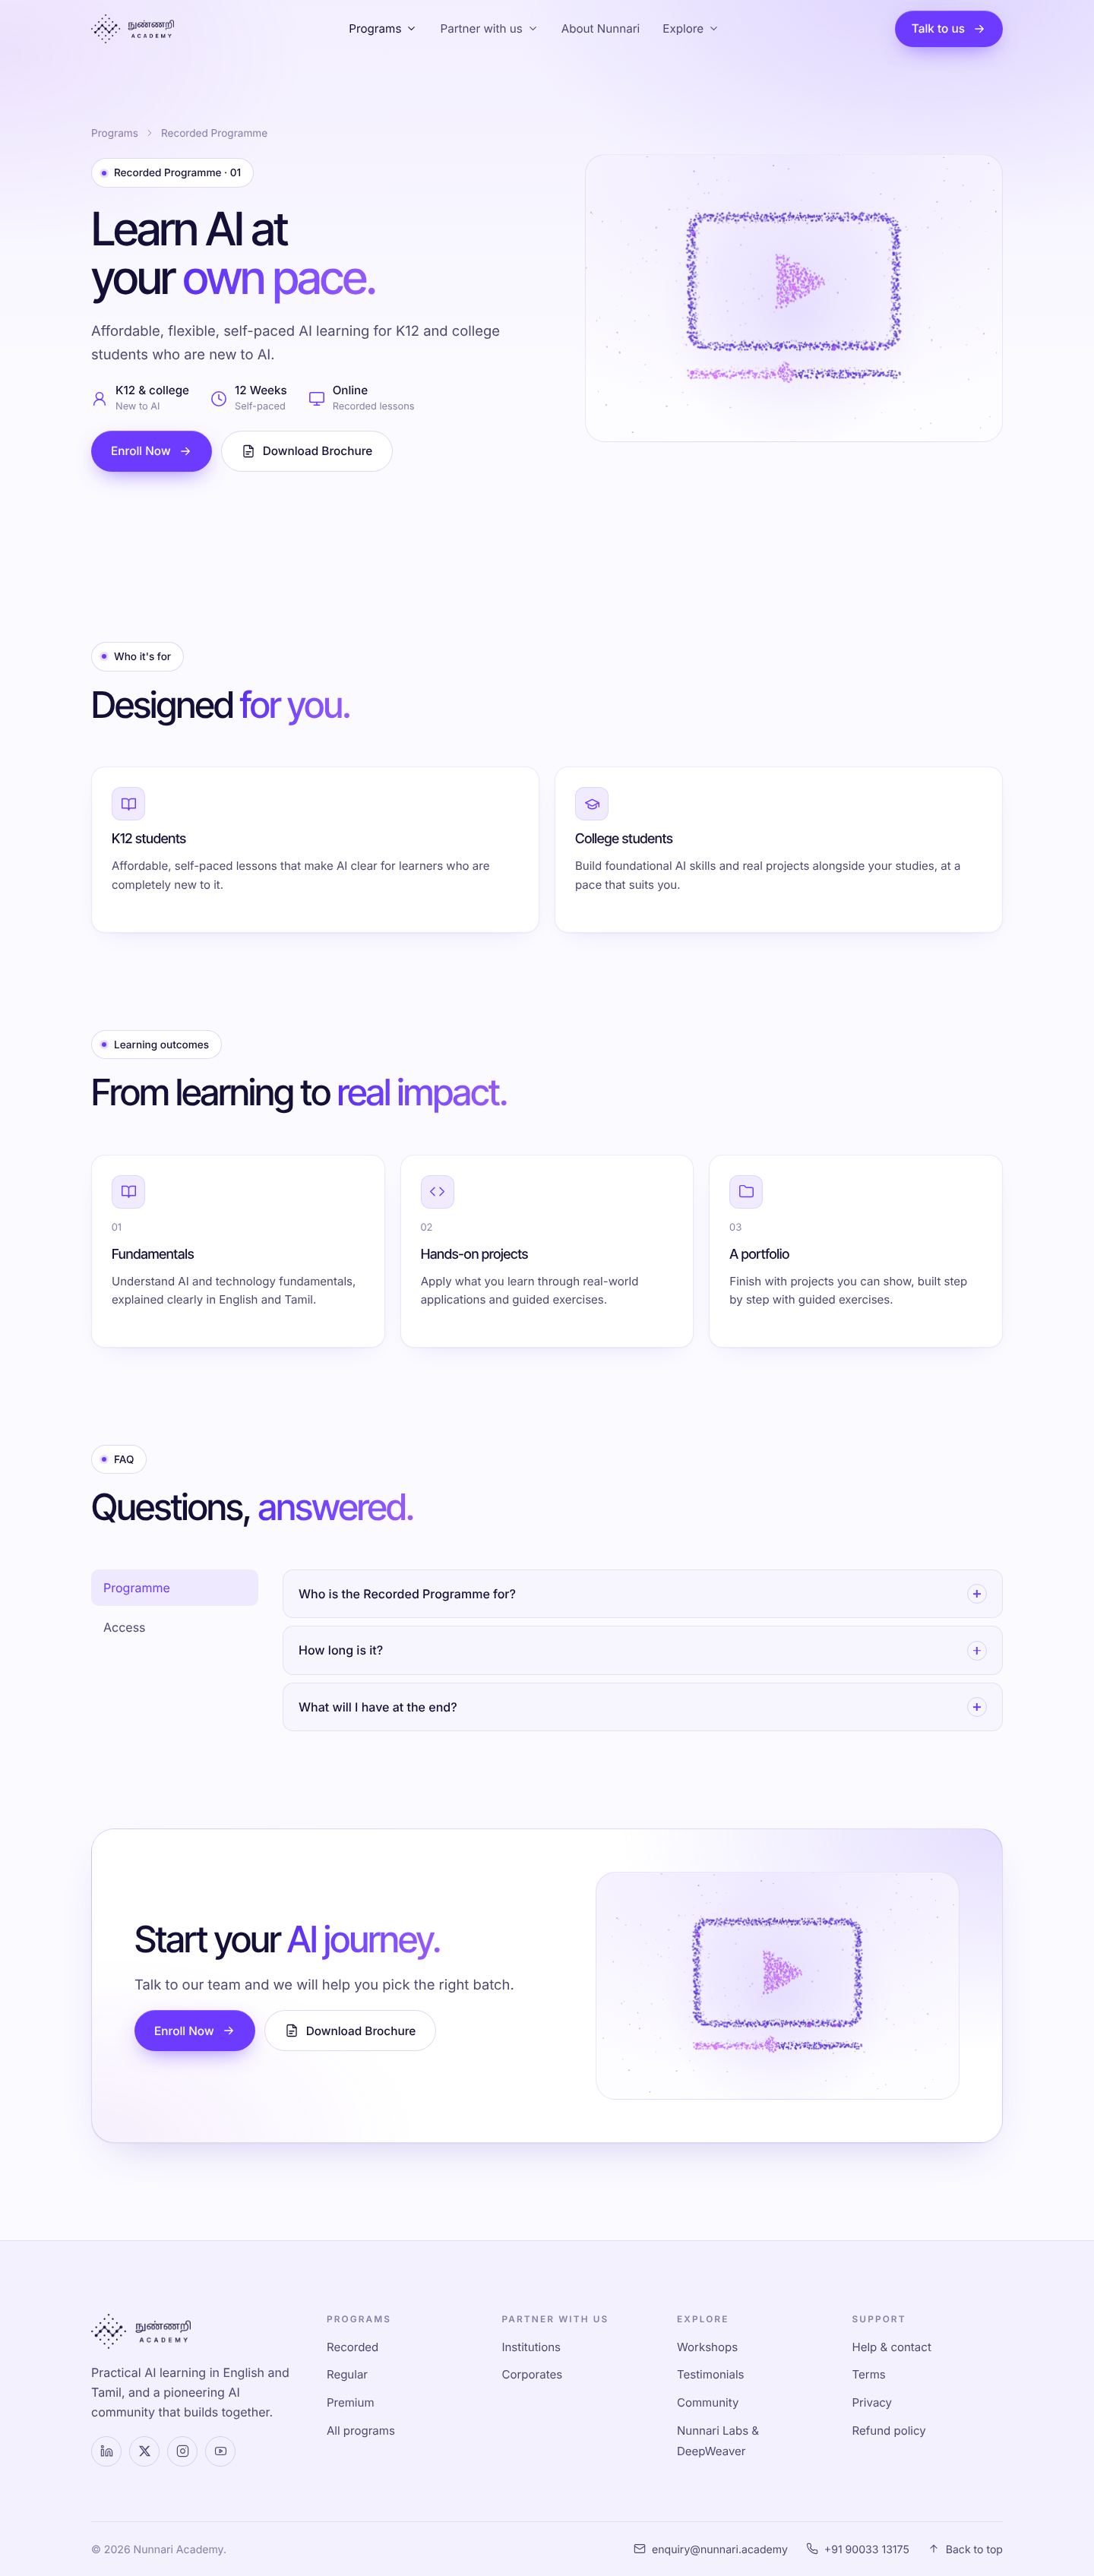 நுண்ணறி
ACADEMY
Programs
Partner with us
About Nunnari
Explore
Talk to us
Programs
Recorded Programme
Recorded Programme · 01
Learn AI at
your own pace.
Affordable, flexible, self-paced AI learning for K12 and college
students who are new to AI.
K12 & college
New to AI
12 Weeks
Self-paced
Online
Recorded lessons
Enroll Now
Download Brochure
Who it's for
Designed for you.
K12 students
Affordable, self-paced lessons that make AI clear for learners who are
completely new to it.
College students
Build foundational AI skills and real projects alongside your studies, at a
pace that suits you.
Learning outcomes
From learning to real impact.
01
Fundamentals
Understand AI and technology fundamentals,
explained clearly in English and Tamil.
02
Hands-on projects
Apply what you learn through real-world
applications and guided exercises.
03
A portfolio
Finish with projects you can show, built step
by step with guided exercises.
FAQ
Questions, answered.
Programme
Access
Who is the Recorded Programme for?
How long is it?
What will I have at the end?
Start your AI journey.
Talk to our team and we will help you pick the right batch.
Enroll Now
Download Brochure
நுண்ணறி
ACADEMY
Practical AI learning in English and
Tamil, and a pioneering AI
community that builds together.
PROGRAMS
Recorded
Regular
Premium
All programs
PARTNER WITH US
Institutions
Corporates
EXPLORE
Workshops
Testimonials
Community
Nunnari Labs &
DeepWeaver
SUPPORT
Help & contact
Terms
Privacy
Refund policy
© 2026 Nunnari Academy.
enquiry@nunnari.academy
+91 90033 13175
Back to top